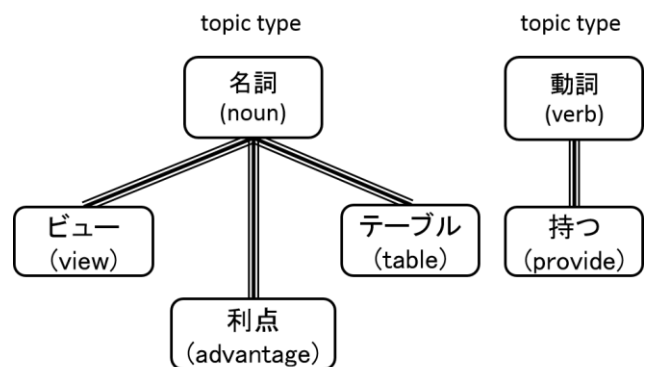 topic type
topic type
名詞
(noun)
動詞
(verb)
ビュー
(view)
テーブル
(table)
持つ
(provide)
利点
(advantage)